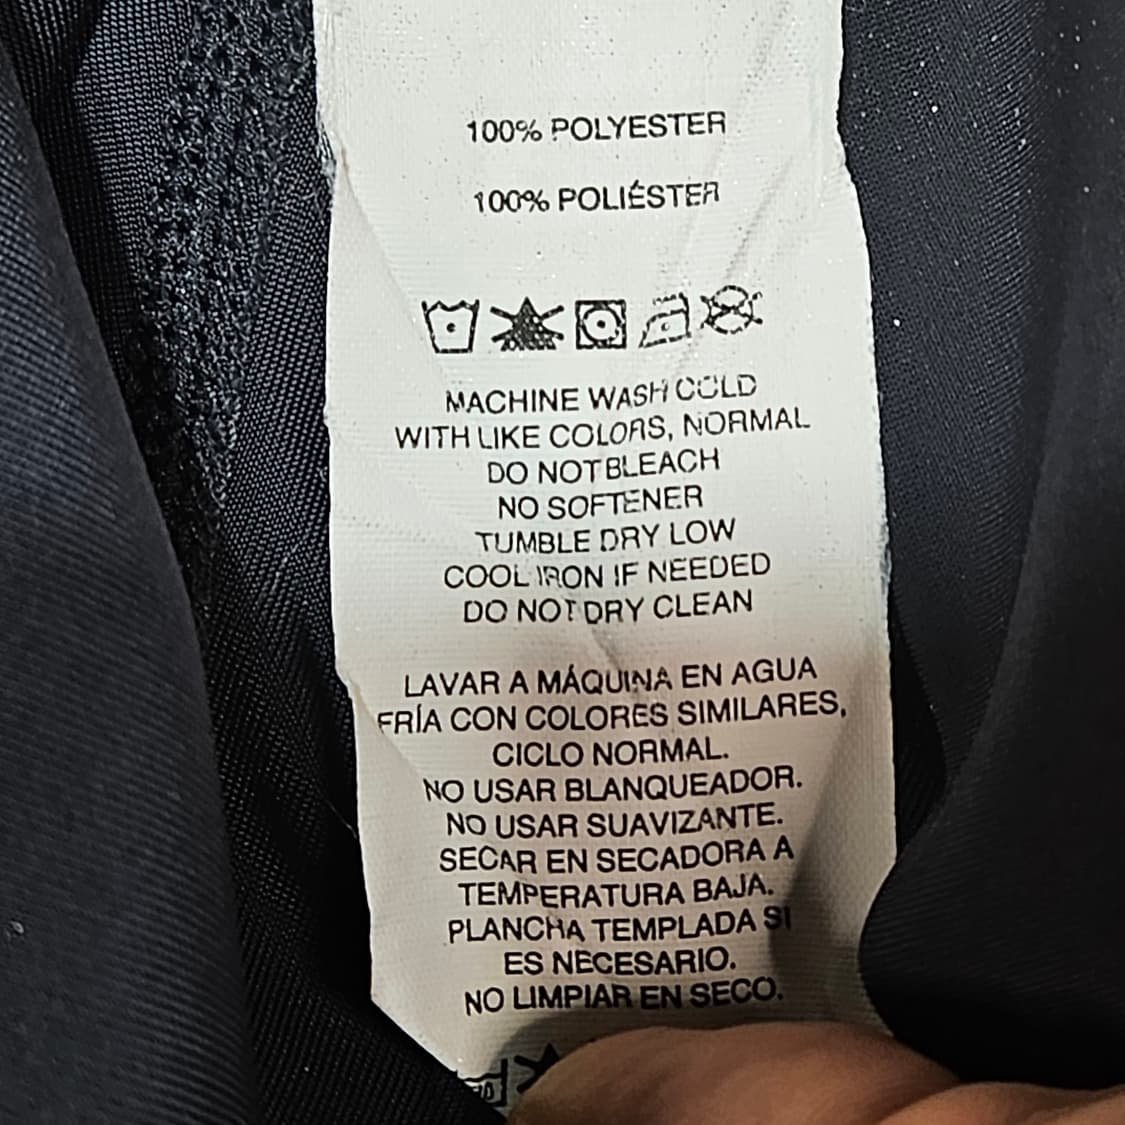 100% POLYESTER
100% POLIÉSTER
MACHINE WASH COLD
WITH LIKE COLORS, NORMAL
DO NOT BLEACH
NO SOFTENER
TUMBLE DRY LOW
COOL IRON IF NEEDED
DO NOT DRY CLEAN
LAVAR A MÁQUINA EN AGUA
FRÍA CON COLORES SIMILARES,
CICLO NORMAL.
NO USAR BLANQUEADOR.
NO USAR SUAVIZANTE.
SECAR EN SECADORA A
TEMPERATURA BAJA.
PLANCHA TEMPLADA SI
ES NECESARIO.
NO LIMPIAR EN SECO.